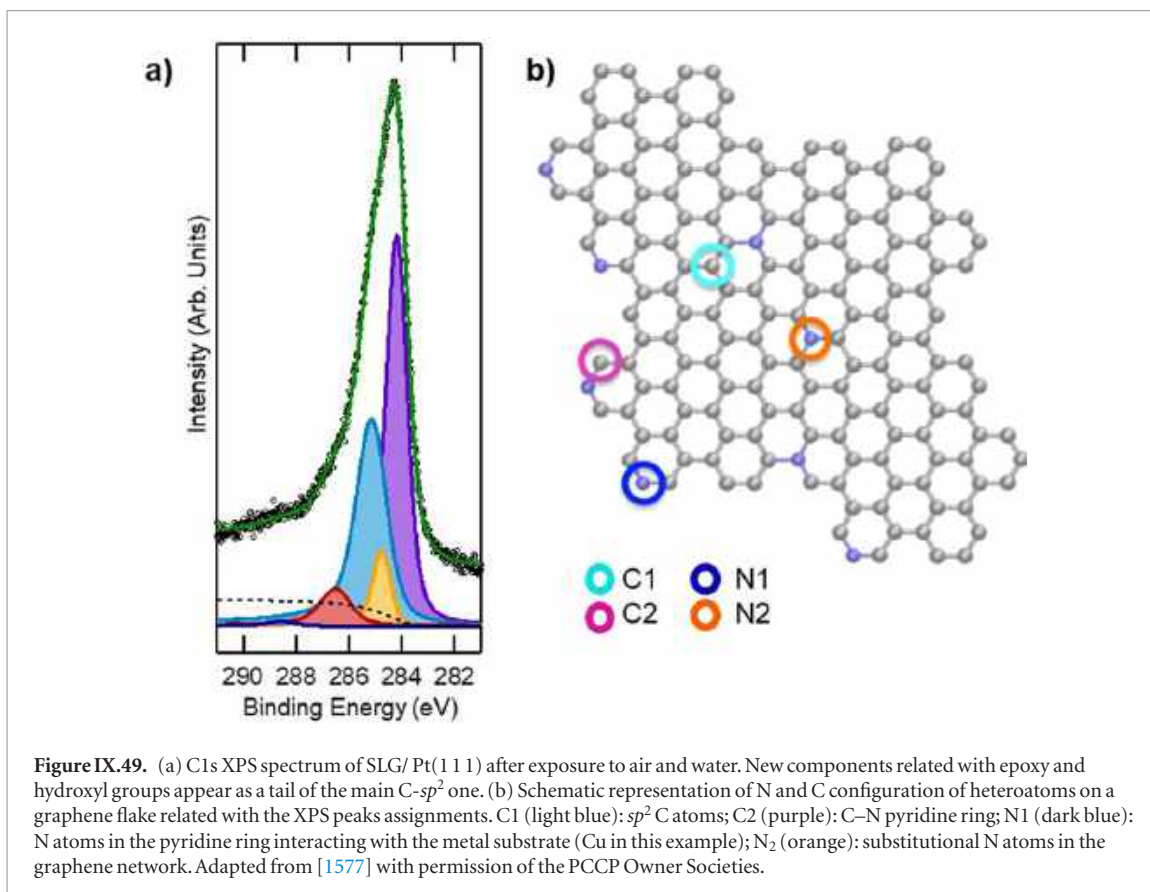 a)
b)
Intensity (Arb. Units)
290 288 286 284 282
Binding Energy (eV)
C1 N1
C2 N2
Figure IX.49. (a) C1s XPS spectrum of SLG/ Pt(1 1 1) after exposure to air and water. New components related with epoxy and
hydroxyl groups appear as a tail of the main C-sp² one. (b) Schematic representation of N and C configuration of heteroatoms on a
graphene flake related with the XPS peaks assignments. C1 (light blue): sp² C atoms; C2 (purple): C–N pyridine ring; N1 (dark blue):
N atoms in the pyridine ring interacting with the metal substrate (Cu in this example); N₂ (orange): substitutional N atoms in the
graphene network. Adapted from [1577] with permission of the PCCP Owner Societies.